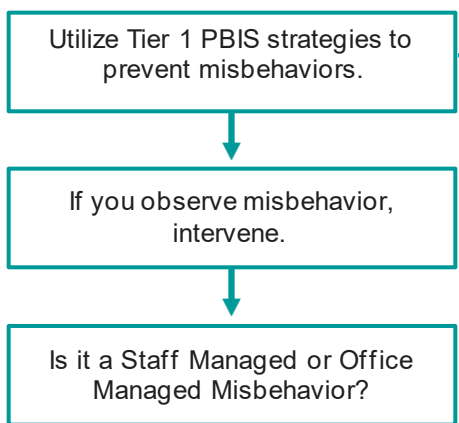 Utilize Tier 1 PBIS strategies to
prevent misbehaviors.
If you observe misbehavior,
intervene.
Is it a Staff Managed or Office
Managed Misbehavior?